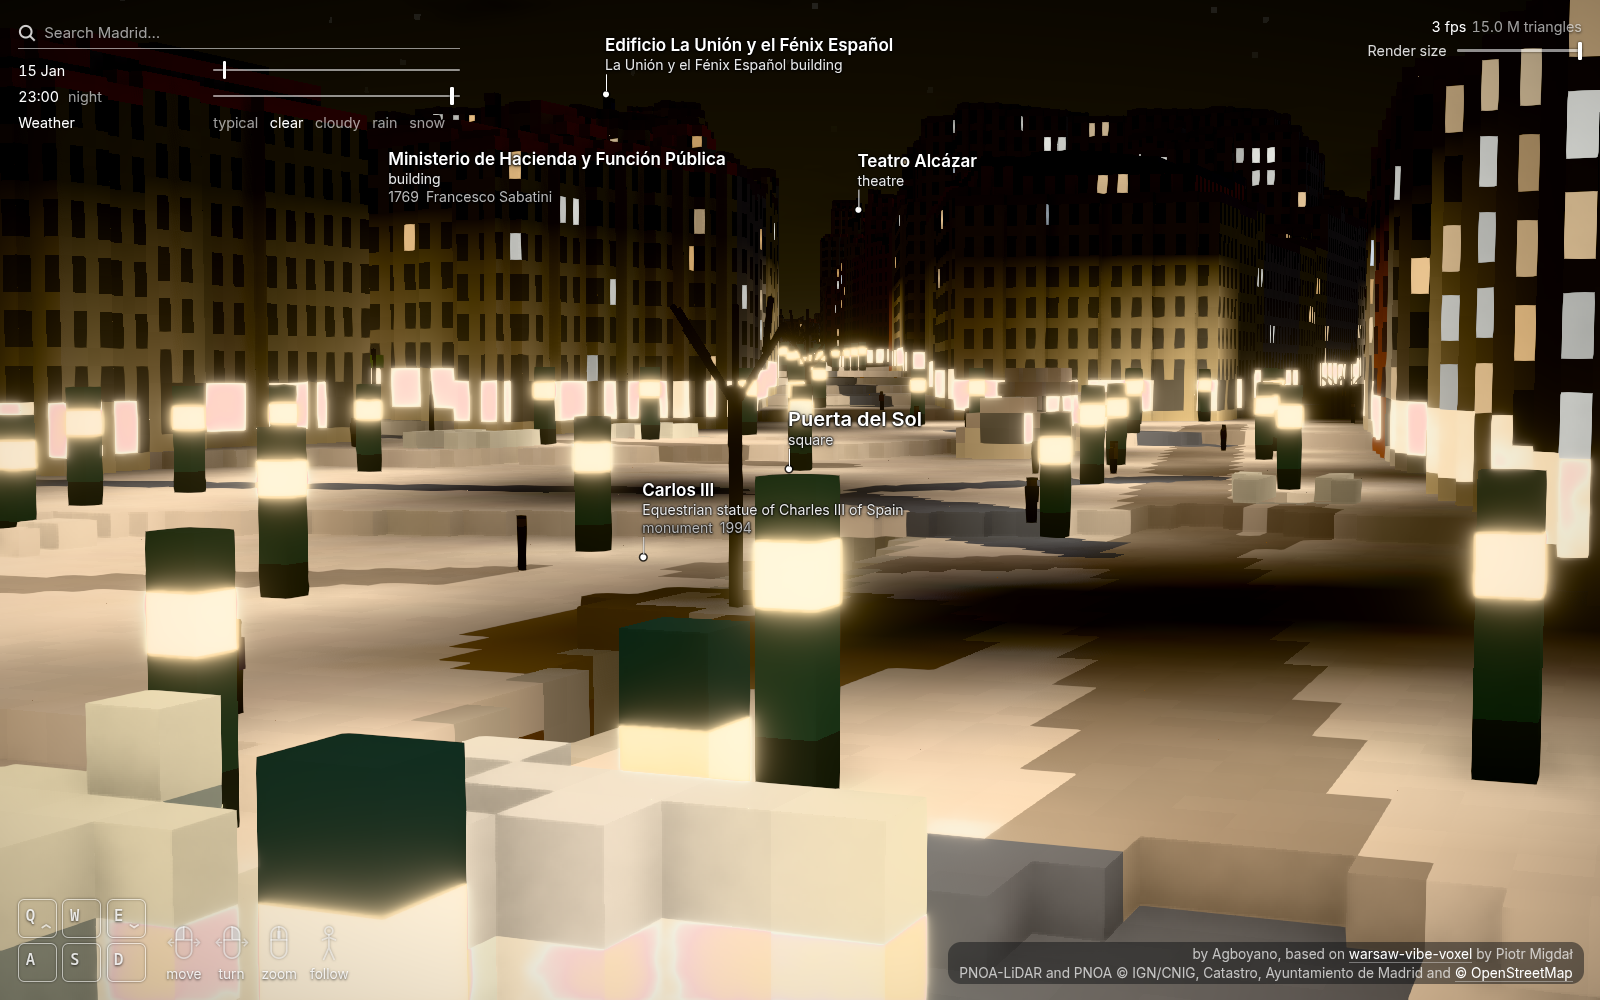 Search Madrid...
15 Jan
23:00 night
Weather typical clear cloudy rain snow
3 fps 15.0 M triangles
Render size
Edificio La Unión y el Fénix Español
La Unión y el Fénix Español building
Ministerio de Hacienda y Función Pública
building
1769 Francesco Sabatini
Teatro Alcázar
theatre
Puerta del Sol
square
Carlos III
Equestrian statue of Charles III of Spain
monument 1994
Q W E
A S D
move turn zoom follow
by Agboyano, based on warsaw-vibe-voxel by Piotr Migdał
PNOA-LiDAR and PNOA © IGN/CNIG, Catastro, Ayuntamiento de Madrid and © OpenStreetMap